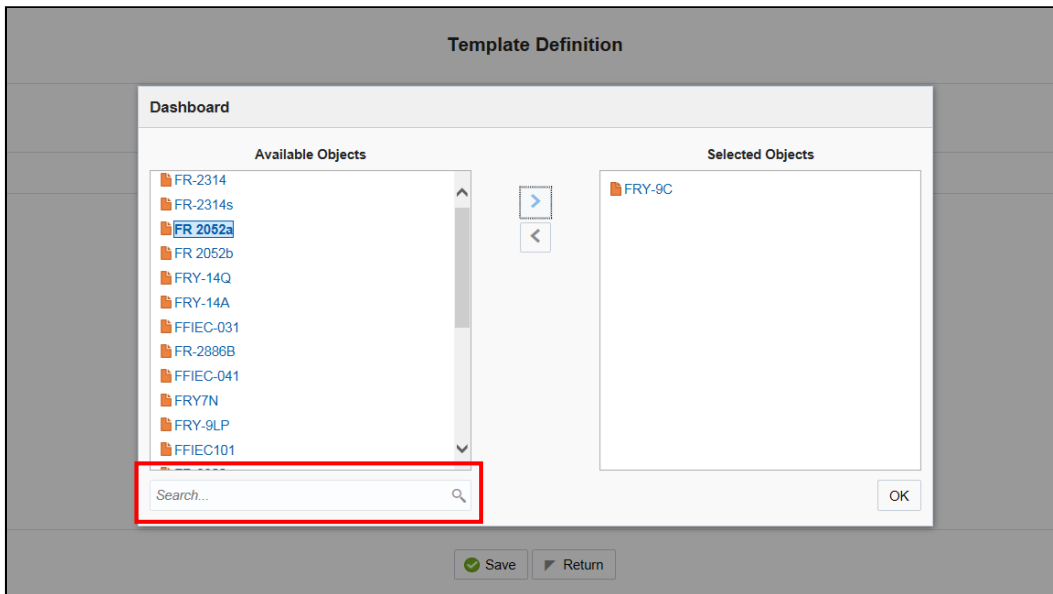 Template Definition
Dashboard
Available Objects
FR-2314
FR-2314s
FR 2052a
FR 2052b
FRY-14Q
FRY-14A
FFIEC-031
FR-2886B
FFIEC-041
FRY7N
FRY-9LP
FFIEC101
Search...
Selected Objects
FRY-9C
OK
Save
Return